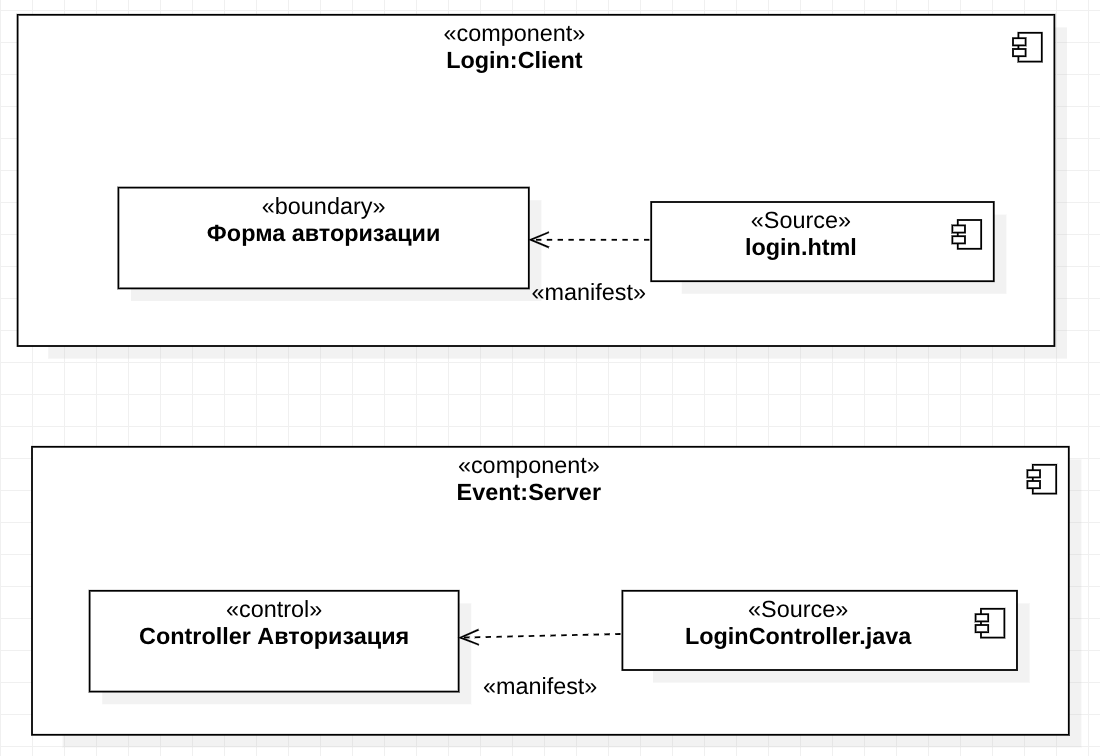 «component»
Login:Client
«boundary»
Форма авторизации
«Source»
login.html
«manifest»
«component»
Event:Server
«control»
Controller Авторизация
«Source»
LoginController.java
«manifest»